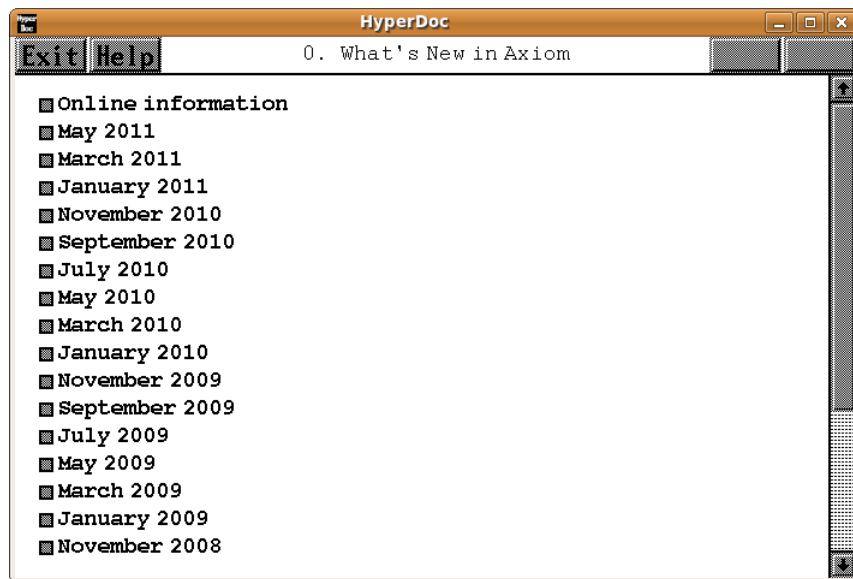 Hyper Doc HyperDoc
Exit Help 0. What's New in Axiom
Online information
May 2011
March 2011
January 2011
November 2010
September 2010
July 2010
May 2010
March 2010
January 2010
November 2009
September 2009
July 2009
May 2009
March 2009
January 2009
November 2008